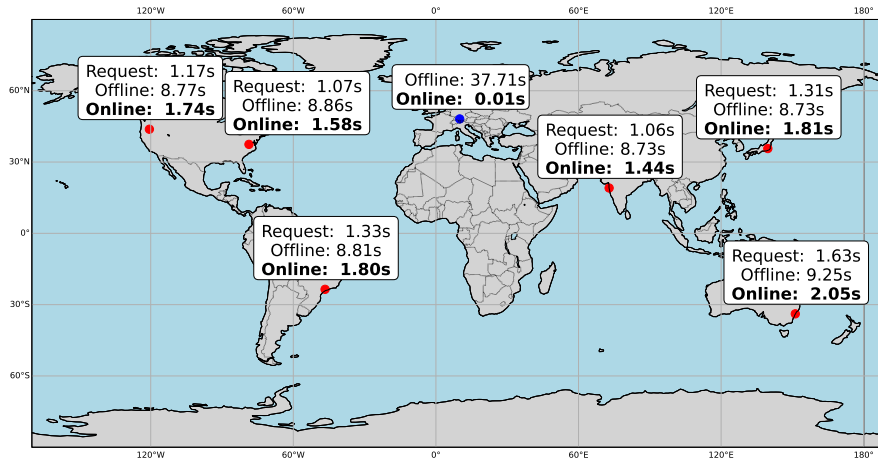 120°W 60°W 0° 60°E 120°E 180°
Request: 1.17s
Offline: 8.77s
Online: 1.74s
Request: 1.07s
Offline: 8.86s
Online: 1.58s
Offline: 37.71s
Online: 0.01s
Request: 1.06s
Offline: 8.73s
Online: 1.44s
Request: 1.31s
Offline: 8.73s
Online: 1.81s
Request: 1.33s
Offline: 8.81s
Online: 1.80s
Request: 1.63s
Offline: 9.25s
Online: 2.05s
60°N
30°N
0°
30°S
60°S
120°W 60°W 0° 60°E 120°E 180°